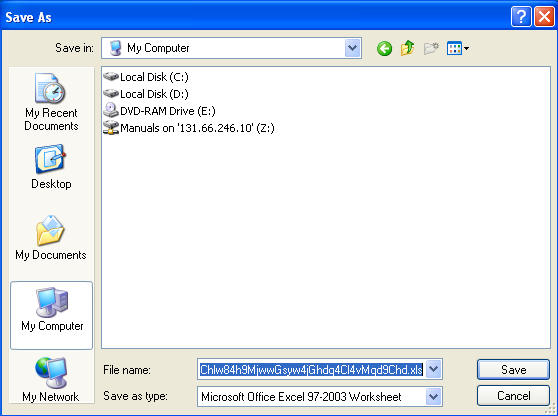 Save As
Save in: My Computer
My Recent Documents
Desktop
My Documents
My Computer
My Network
Local Disk (C:)
Local Disk (D:)
DVD-RAM Drive (E:)
Manuals on '131.66.246.10' (Z:)
File name: Chlw84h9MjwwGsyw4jGhdq4Cl4vMqd9Chd.xls
Save
Save as type: Microsoft Office Excel 97-2003 Worksheet
Cancel